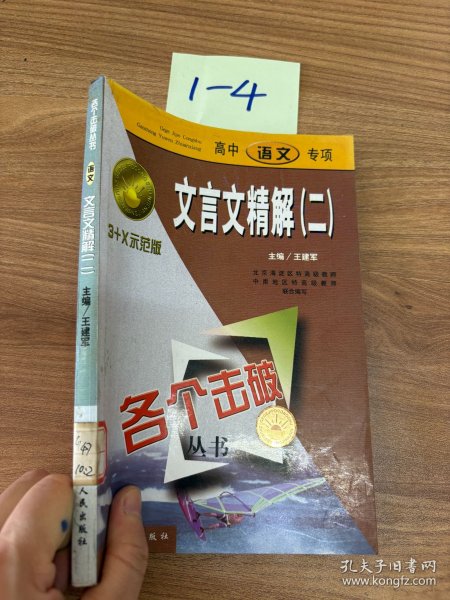 1-4
高中 语文 专项
文言文精解(二)
3+X示范版
主编/王建军
北京海淀区特高级教师
中南地区特高级教师
联合编写
各个击破
丛书
版社
各个击破丛书
语文
文言文精解(二)
主编/王建军
人民出版社
孔夫子旧书网
www.kongfz.com